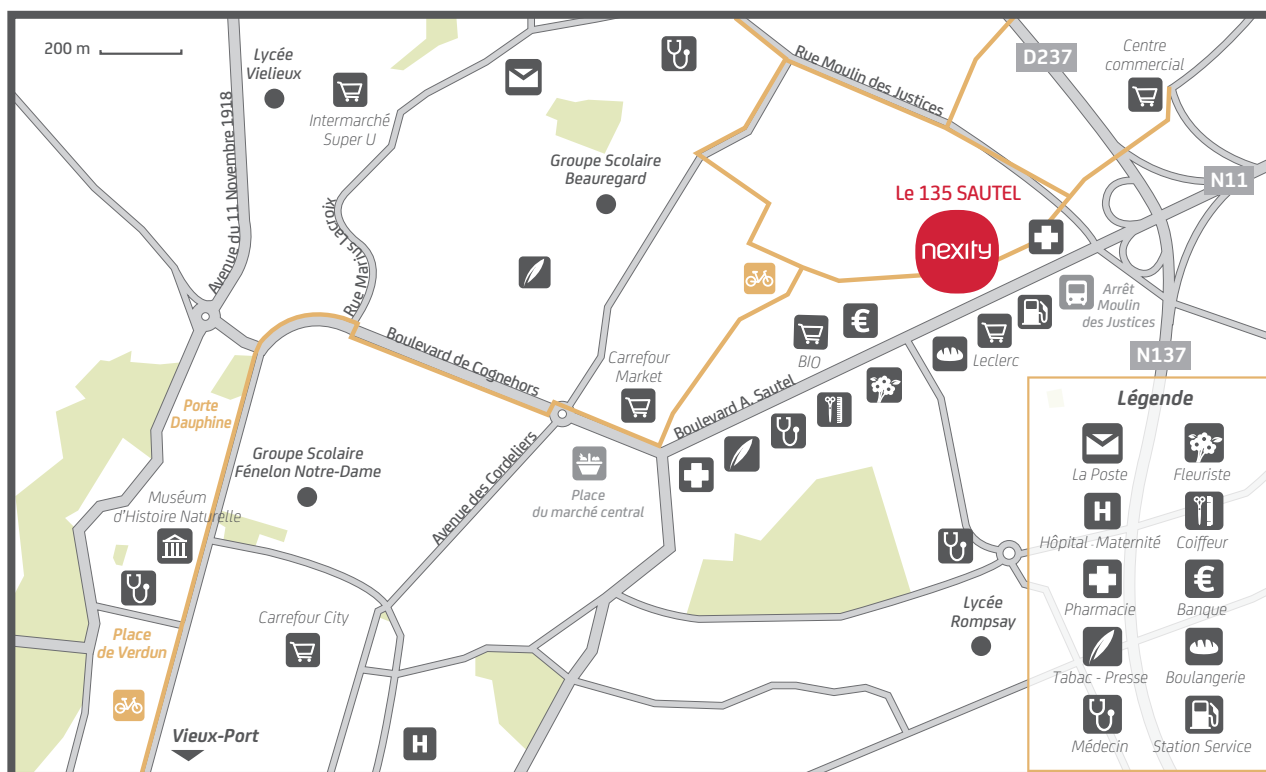 200 m
Lycée
Vielieux
Intermarché
Super U
Avenue du 11 Novembre 1918
Rue Marius Lacroix
Groupe Scolaire
Beauregard
Rue Moulin des Justices
D237
Centre
commercial
N11
Le 135 SAUTEL
nexity
Arrêt
Moulin
des Justices
N137
Boulevard de Cognehors
Carrefour
Market
BIO
€
Leclerc
Boulevard A. Sautel
Porte
Dauphine
Groupe Scolaire
Fénelon Notre-Dame
Avenue des Cordeliers
Place
du marché central
Muséum
d'Histoire Naturelle
Carrefour City
Place
de Verdun
Vieux-Port
H
Lycée
Rompsay
Légende
La Poste
Fleuriste
H
Hôpital Maternité
Coiffeur
€
Pharmacie
Banque
Tabac - Presse
Boulangerie
Médecin
Station Service